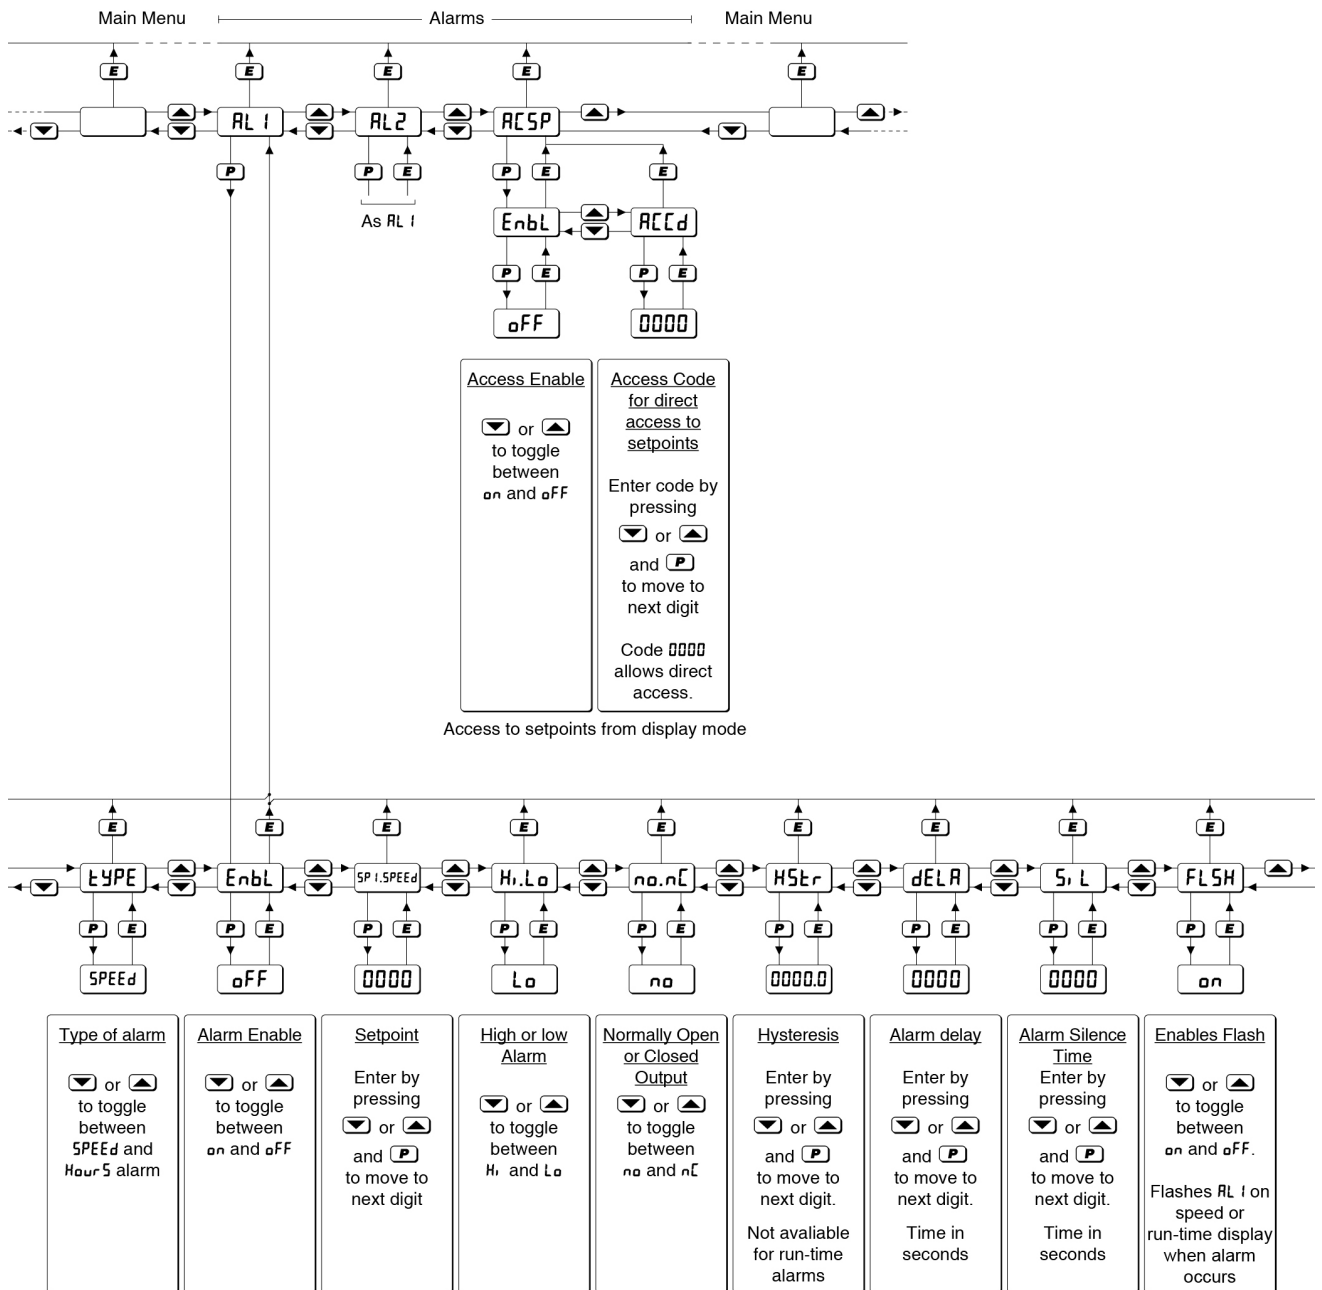 Main Menu Alarms Main Menu
E E E E E
AL1 AL2 ACSP
P P E P E E
As AL1
EnbL ACCd
P E P E
oFF 0000
Access Enable
or
to toggle
between
on and oFF
Access Code
for direct
access to
setpoints
Enter code by
pressing
or
and P
to move to
next digit
Code 0000
allows direct
access.
Access to setpoints from display mode
E E E E E E E E E
tYPE EnbL SP1.SPEEd Hi.Lo no.nC HStr dELA SiL FLSH
P E P E P E P E P E P E P E P E P E
SPEEd oFF 0000 Lo no 0000.0 0000 0000 on
Type of alarm
or
to toggle
between
SPEEd and
HourS alarm
Alarm Enable
or
to toggle
between
on and oFF
Setpoint
Enter by
pressing
or
and P
to move to
next digit
High or low
Alarm
or
to toggle
between
Hi and Lo
Normally Open
or Closed
Output
or
to toggle
between
no and nC
Hysteresis
Enter by
pressing
or
and P
to move to
next digit.
Not avaliable
for run-time
alarms
Alarm delay
Enter by
pressing
or
and P
to move to
next digit.
Time in
seconds
Alarm Silence
Time
Enter by
pressing
or
and P
to move to
next digit.
Time in
seconds
Enables Flash
or
to toggle
between
on and oFF.
Flashes AL1 on
speed or
run-time display
when alarm
occurs